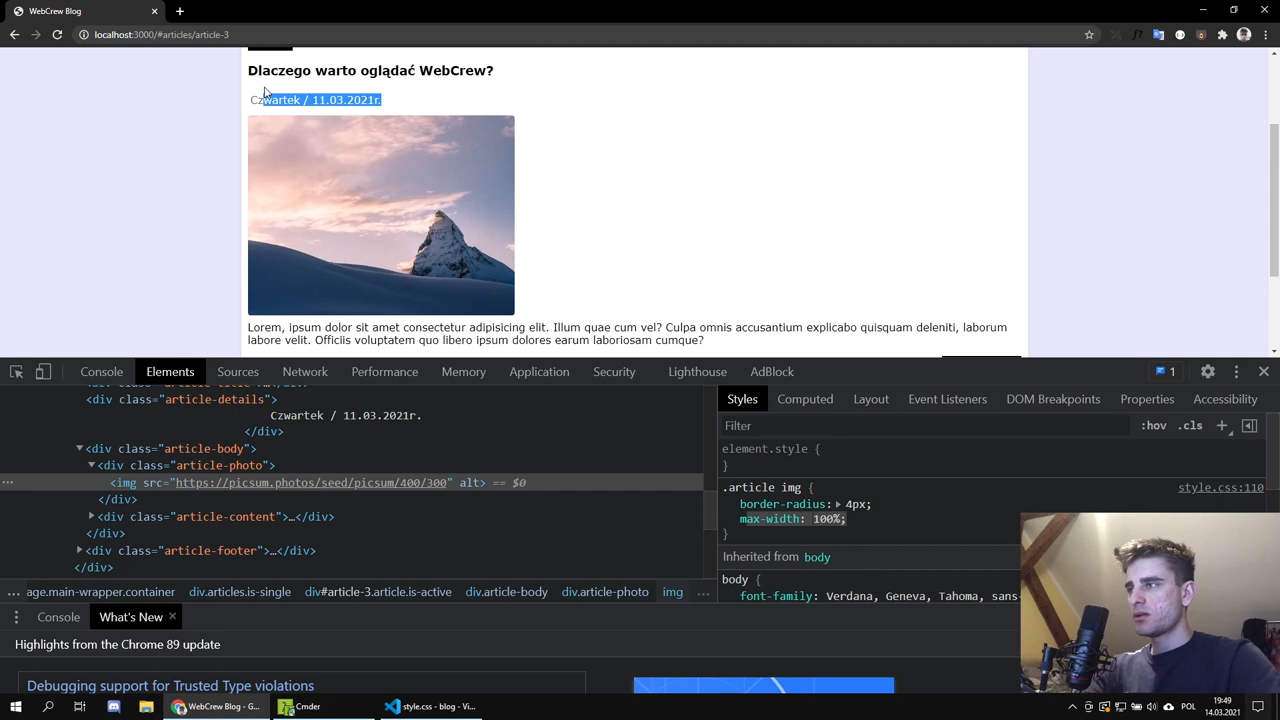 WebCrew Blog
localhost:3000/#articles/article-3
Dlaczego warto oglądać WebCrew?
Czwartek / 11.03.2021r.
Lorem, ipsum dolor sit amet consectetur adipisicing elit. Illum quae cum vel? Culpa omnis accusantium explicabo quisquam deleniti, laborum
labore velit. Officiis voluptatem quo libero ipsum dolores earum laboriosam cumque?
Console Elements Sources Network Performance Memory Application Security Lighthouse AdBlock 1
<div class="article-details">
Czwartek / 11.03.2021r.
</div>
<div class="article-body">
<div class="article-photo">
<img src="https://picsum.photos/seed/picsum/400/300" alt> == $0
</div>
<div class="article-content">…</div>
</div>
<div class="article-footer">…</div>
</div>
... age.main-wrapper.container div.articles.is-single div#article-3.article.is-active div.article-body div.article-photo img ...
Styles Computed Layout Event Listeners DOM Breakpoints Properties Accessibility
Filter :hov .cls +
element.style {
}
.article img { style.css:110
border-radius: 4px;
max-width: 100%;
}
Inherited from body
body {
font-family: Verdana, Geneva, Tahoma, sans-
Console What's New
Highlights from the Chrome 89 update
Debugging support for Trusted Type violations
WebCrew Blog - G... Cmder style.css - blog - Vi...
POL
19:49
14.03.2021